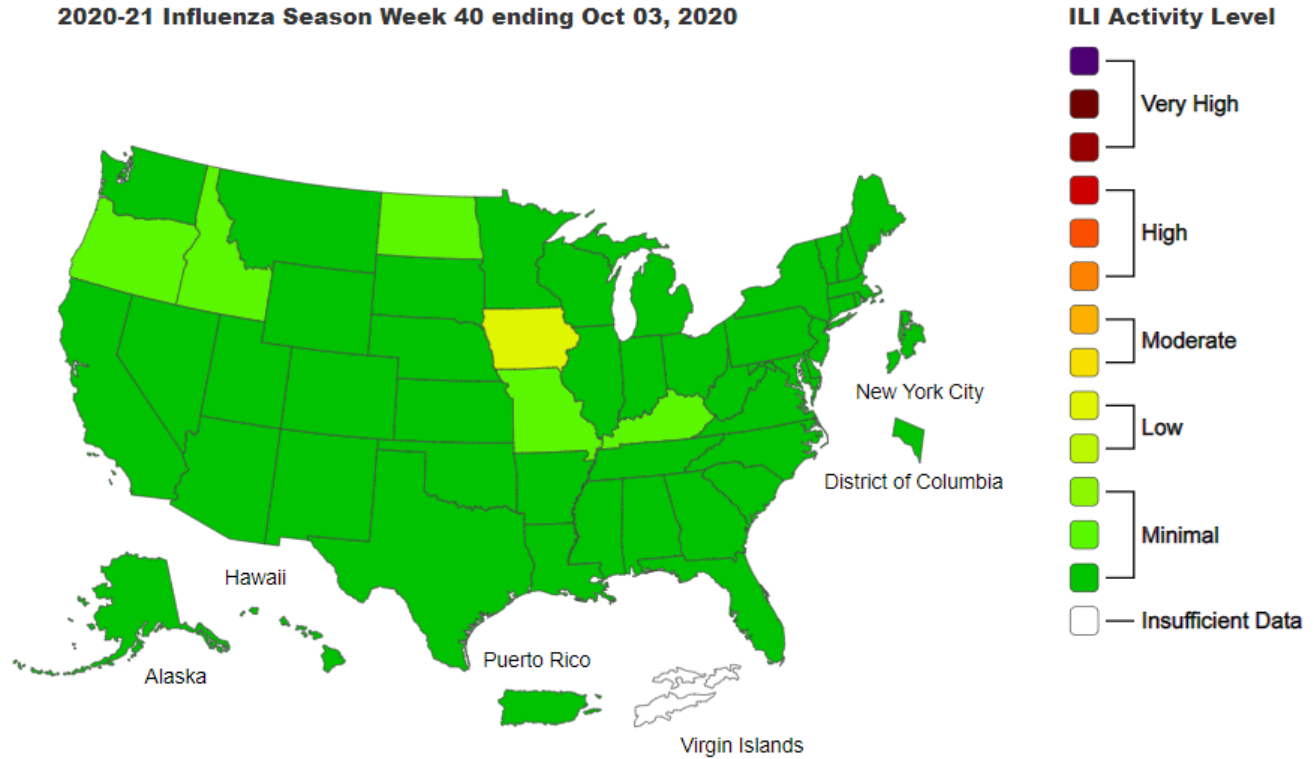 2020-21 Influenza Season Week 40 ending Oct 03, 2020
ILI Activity Level
Very High
High
Moderate
Low
Minimal
Insufficient Data
New York City
District of Columbia
Hawaii
Alaska
Puerto Rico
Virgin Islands